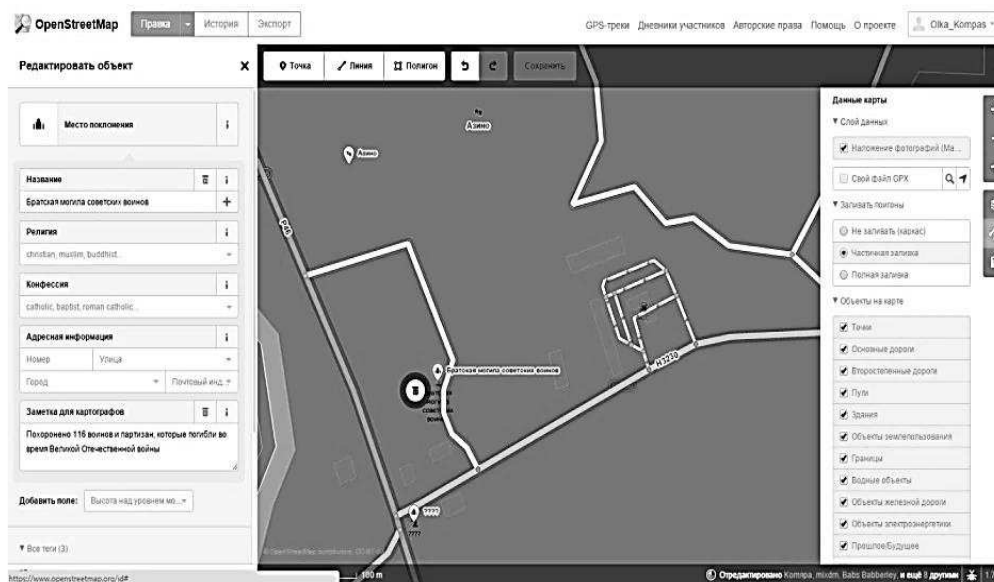 OpenStreetMap
Правка
История
Экспорт
GPS-треки
Дневники участников
Авторские права
Помощь
О проекте
Olka_Kompas
Редактировать объект
Точка
Линия
Полигон
Сохранить
Место поклонения
i
Название
i
Братская могила советских воинов
+
Религия
i
christian, muslim, buddhist...
Конфессия
i
catholic, baptist, roman catholic...
Адресная информация
i
Номер
Улица
Город
Почтовый инд.
Заметка для картографов
i
Похоронено 116 воинов и партизан, которые погибли во
время Великой Отечественной войны
Добавить поле:
Высота над уровнем мо...
Все теги (3)
https://www.openstreetmap.org/id#
Азино
Азино
P46
H3230
Братская могила советских воинов
????
????
100 m
Данные карты
Слой данных
Наложение фотографий (Ma...
Свой файл GPX
Заливать поигоны
Не заливать (каркас)
Частичная заливка
Полная заливка
Объекты на карте
Точки
Основные дороги
Второстепенные дороги
Пути
Здания
Объекты землепользования
Границы
Водные объекты
Объекты железной дороги
Объекты электроэнергетики
Прошлое/Будущее
Babs Babberley, и ещё 8 другими